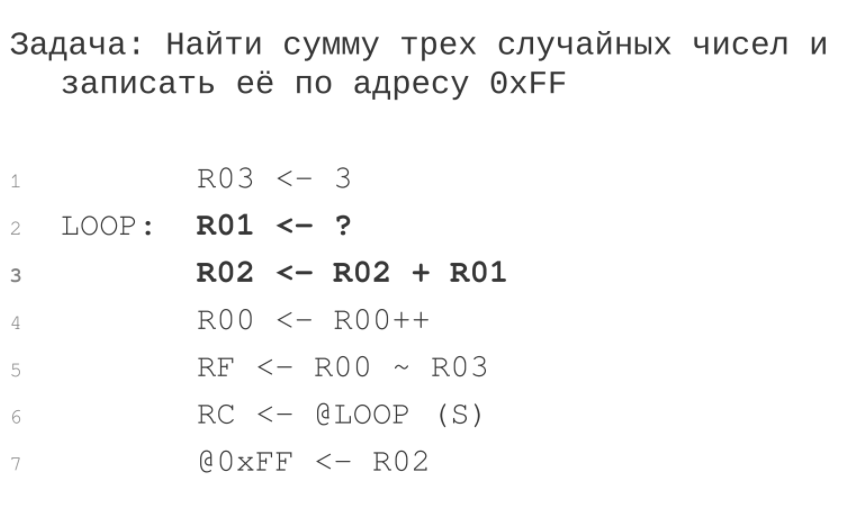 Задача: Найти сумму трех случайных чисел и
записать её по адресу 0xFF
1 R03 <- 3
2 LOOP: R01 <- ?
3 R02 <- R02 + R01
4 R00 <- R00++
5 RF <- R00 ~ R03
6 RC <- @LOOP (S)
7 @0xFF <- R02